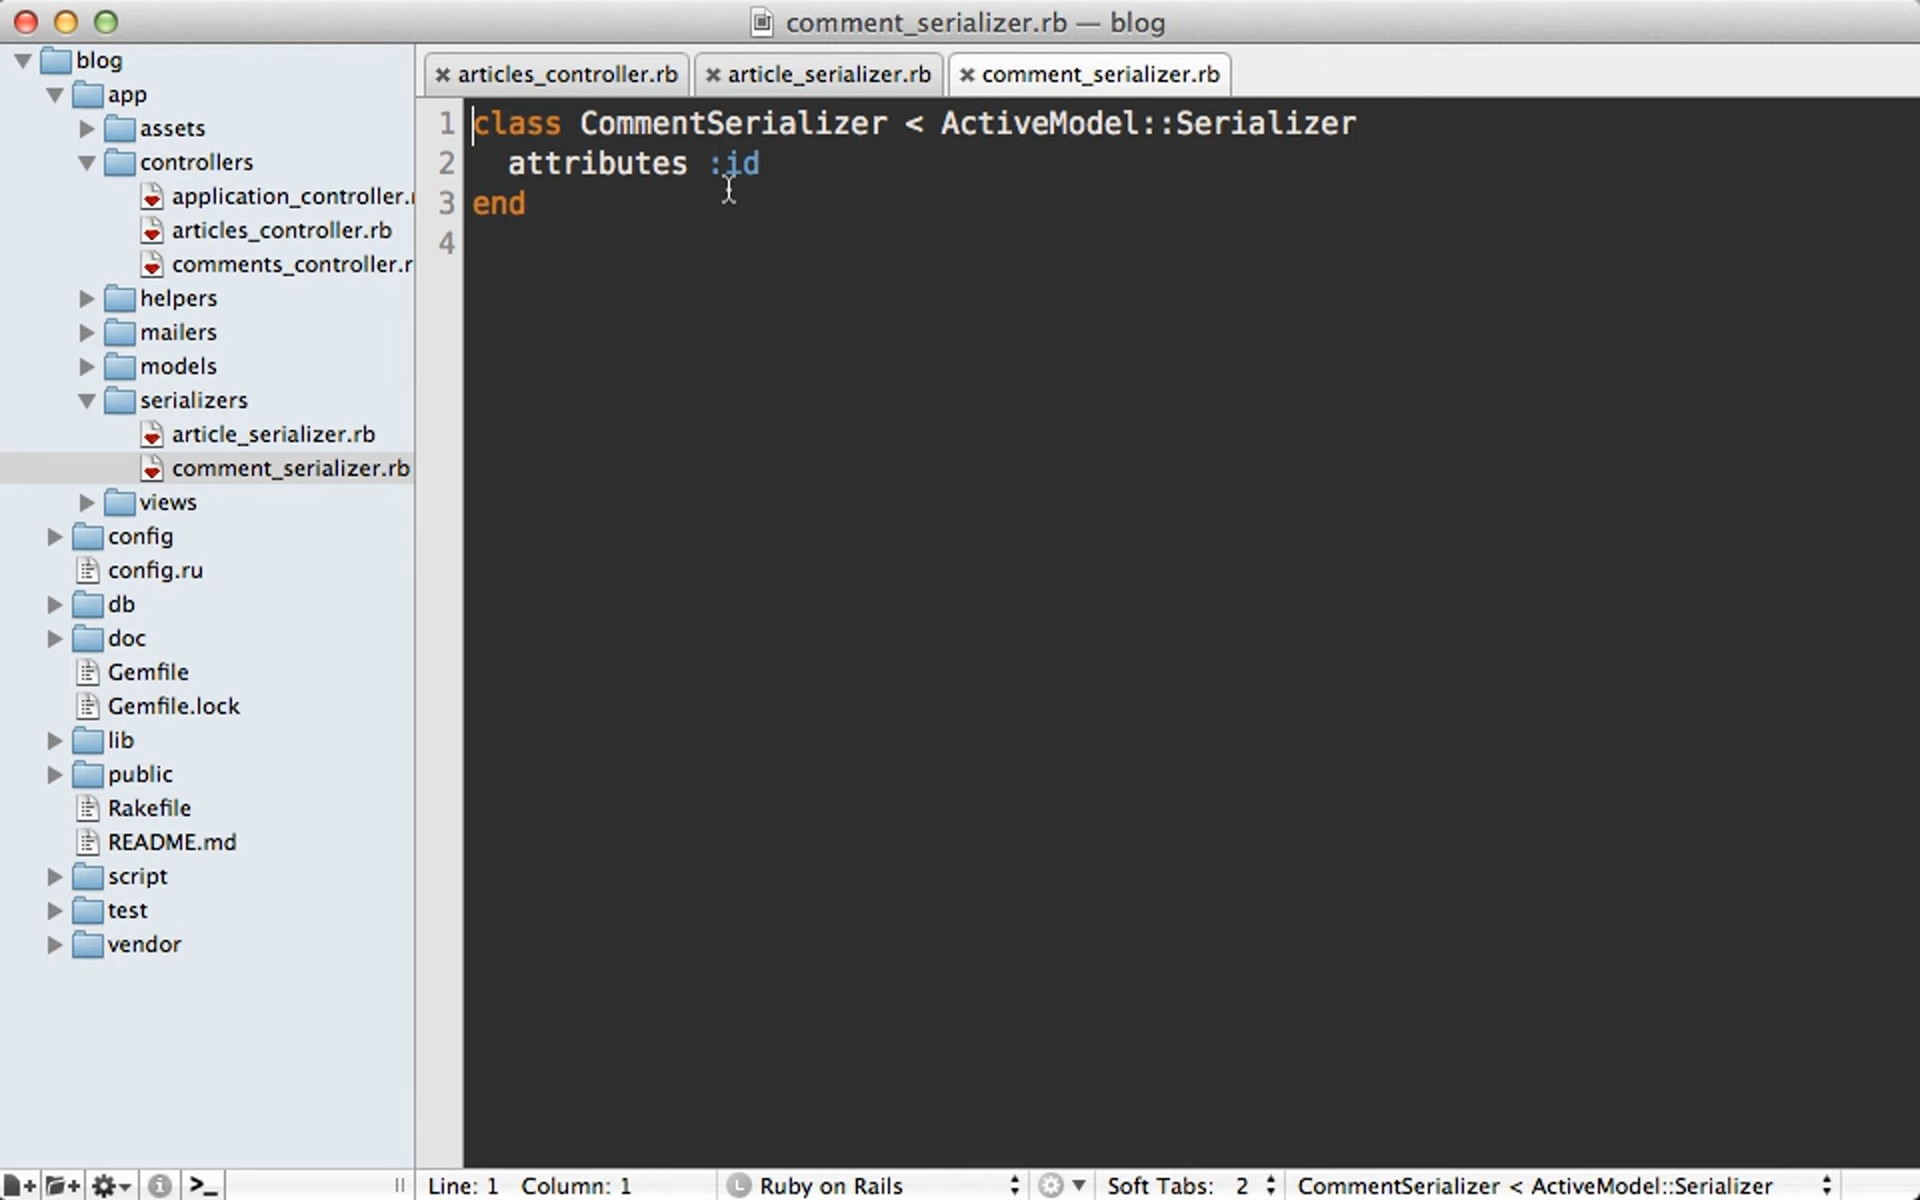 comment_serializer.rb — blog
blog
app
assets
controllers
application_controller.r
articles_controller.rb
comments_controller.r
helpers
mailers
models
serializers
article_serializer.rb
comment_serializer.rb
views
config
config.ru
db
doc
Gemfile
Gemfile.lock
lib
public
Rakefile
README.md
script
test
vendor
articles_controller.rb article_serializer.rb comment_serializer.rb
1 class CommentSerializer < ActiveModel::Serializer
2 attributes :id
3 end
4
Line: 1 Column: 1 L Ruby on Rails Soft Tabs: 2 CommentSerializer < ActiveModel::Serializer